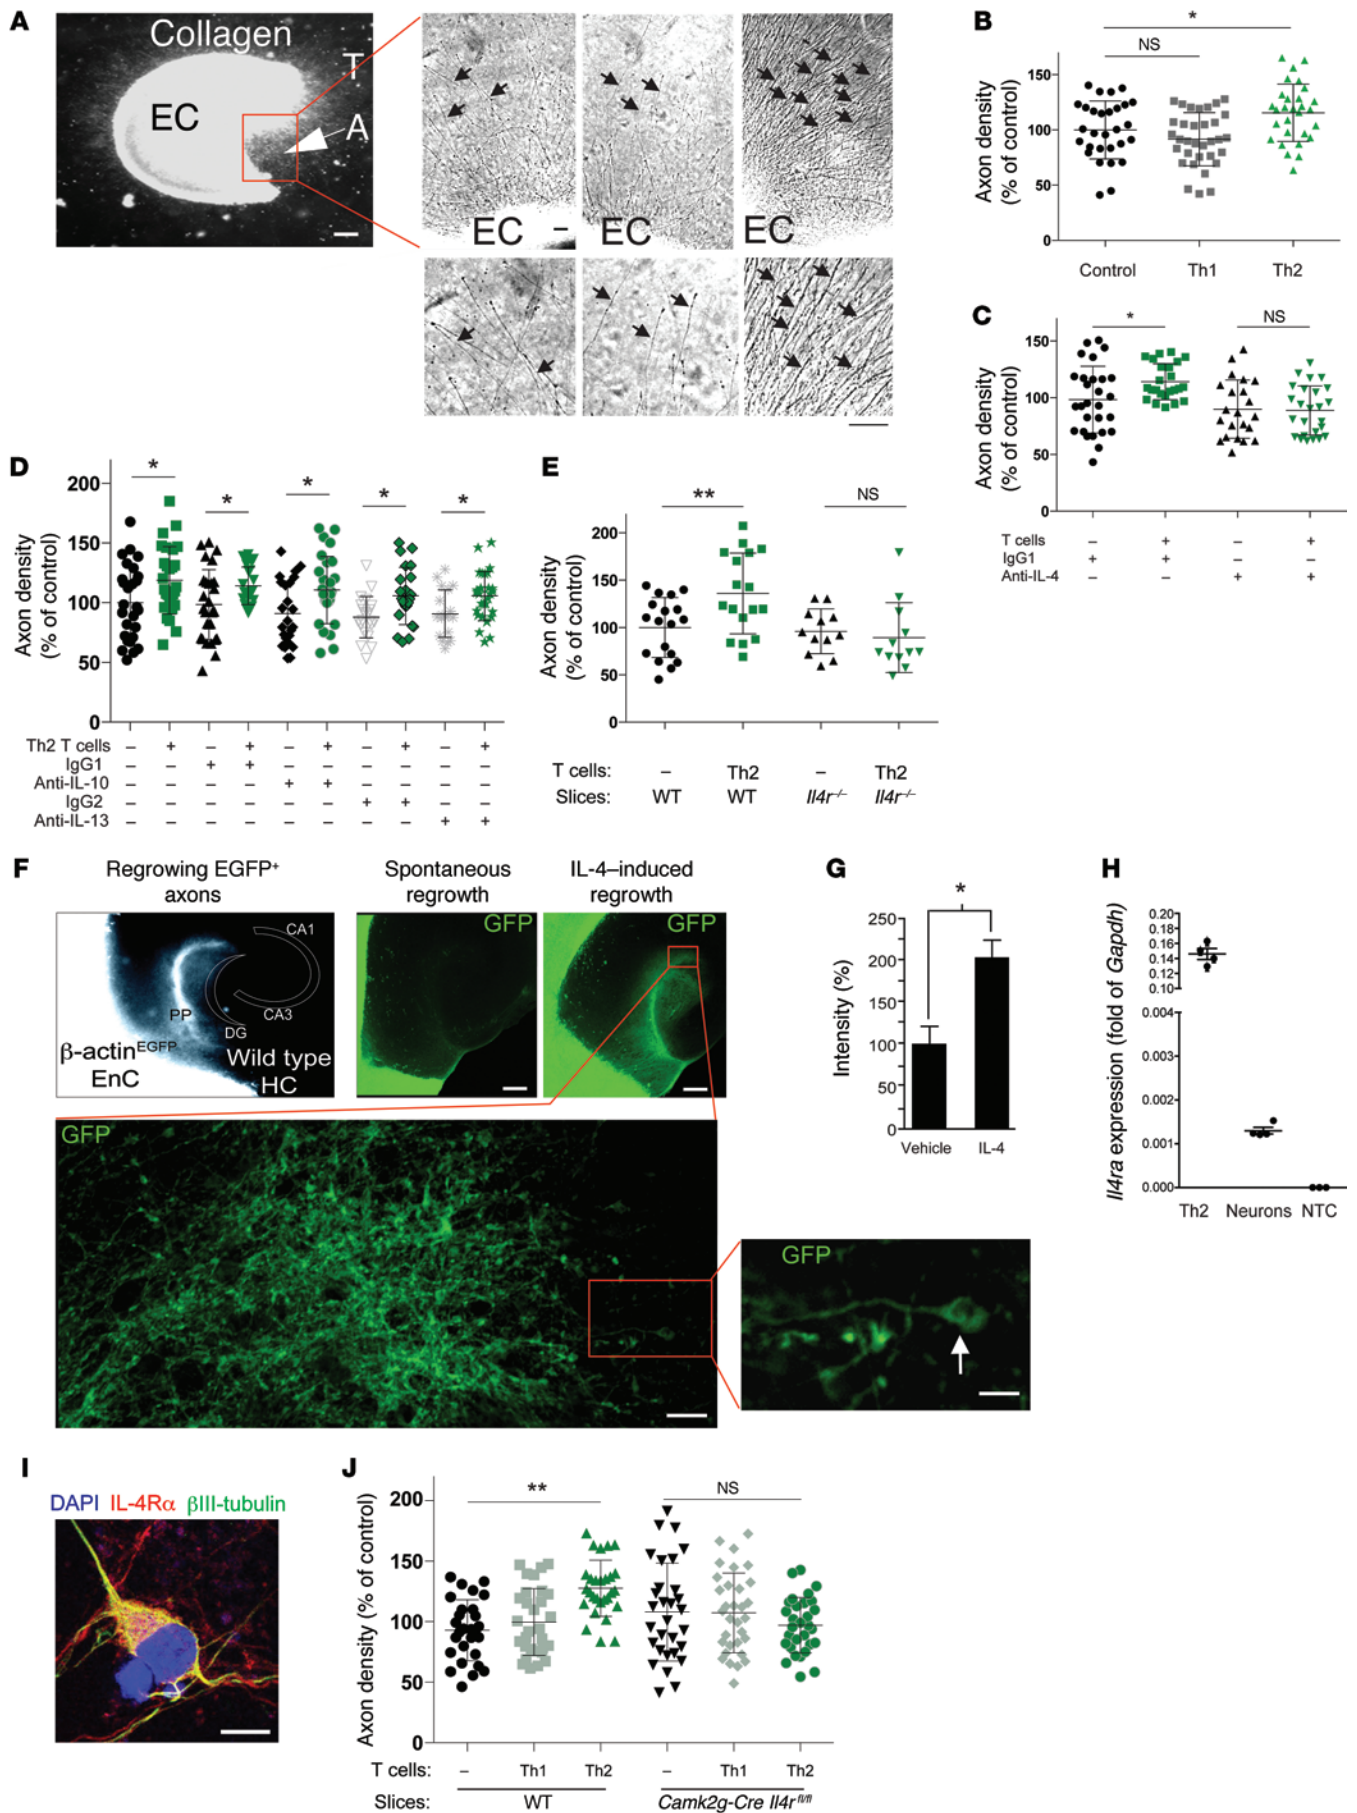 A
Collagen
T
EC
A
EC
EC
EC
B
*
NS
Axon density
(% of control)
150
100
50
0
Control Th1 Th2
C
*
NS
Axon density
(% of control)
150
100
50
0
T cells – + – +
IgG1 + + – –
Anti-IL-4 – – + +
D
* * * * *
Axon density
(% of control)
200
150
100
50
0
Th2 T cells – + – + – + – + – +
IgG1 – – + + – – – – – –
Anti-IL-10 – – – – + + – – – –
IgG2 – – – – – – + + – –
Anti-IL-13 – – – – – – – – + +
E
**
NS
Axon density
(% of control)
200
150
100
50
0
T cells: – Th2 – Th2
Slices: WT WT Il4r–/– Il4r–/–
F
Regrowing EGFP+
axons
CA1
CA3
PP
DG
β-actinEGFP
EnC
Wild type
HC
Spontaneous
regrowth
GFP
IL-4–induced
regrowth
GFP
GFP
GFP
G
*
Intensity (%)
250
200
150
100
50
0
Vehicle IL-4
H
Il4ra expression (fold of Gapdh)
0.20
0.18
0.16
0.14
0.12
0.10
0.004
0.003
0.002
0.001
0.000
Th2 Neurons NTC
I
DAPI IL-4Rα βIII-tubulin
J
**
NS
Axon density (% of control)
200
150
100
50
0
T cells: – Th1 Th2 – Th1 Th2
Slices: WT Camk2g-Cre Il4rfl/fl